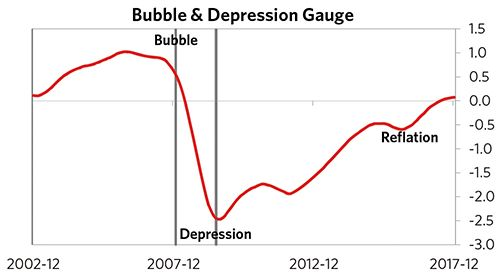 Bubble & Depression Gauge
Bubble
1.5
1.0
0.5
0.0
-0.5
-1.0
-1.5
-2.0
-2.5
-3.0
Reflation
Depression
2002-12 2007-12 2012-12 2017-12